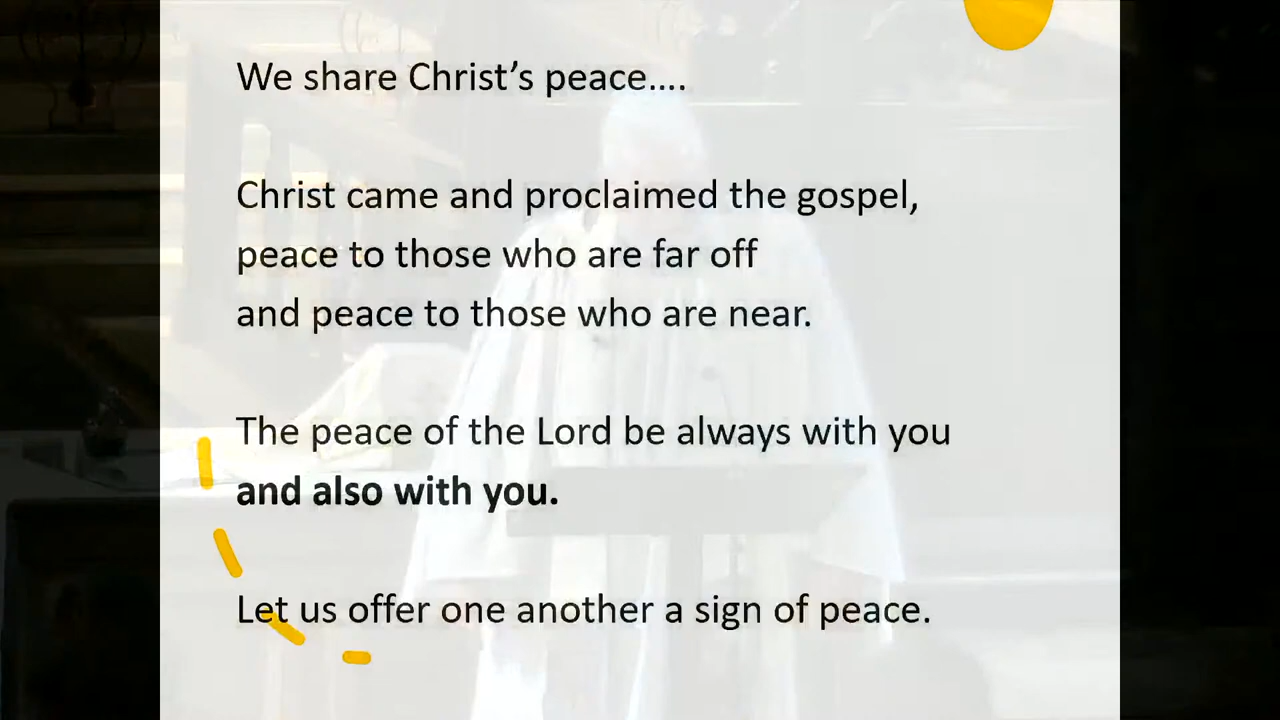 We share Christ’s peace....
Christ came and proclaimed the gospel,
peace to those who are far off
and peace to those who are near.
The peace of the Lord be always with you
and also with you.
Let us offer one another a sign of peace.